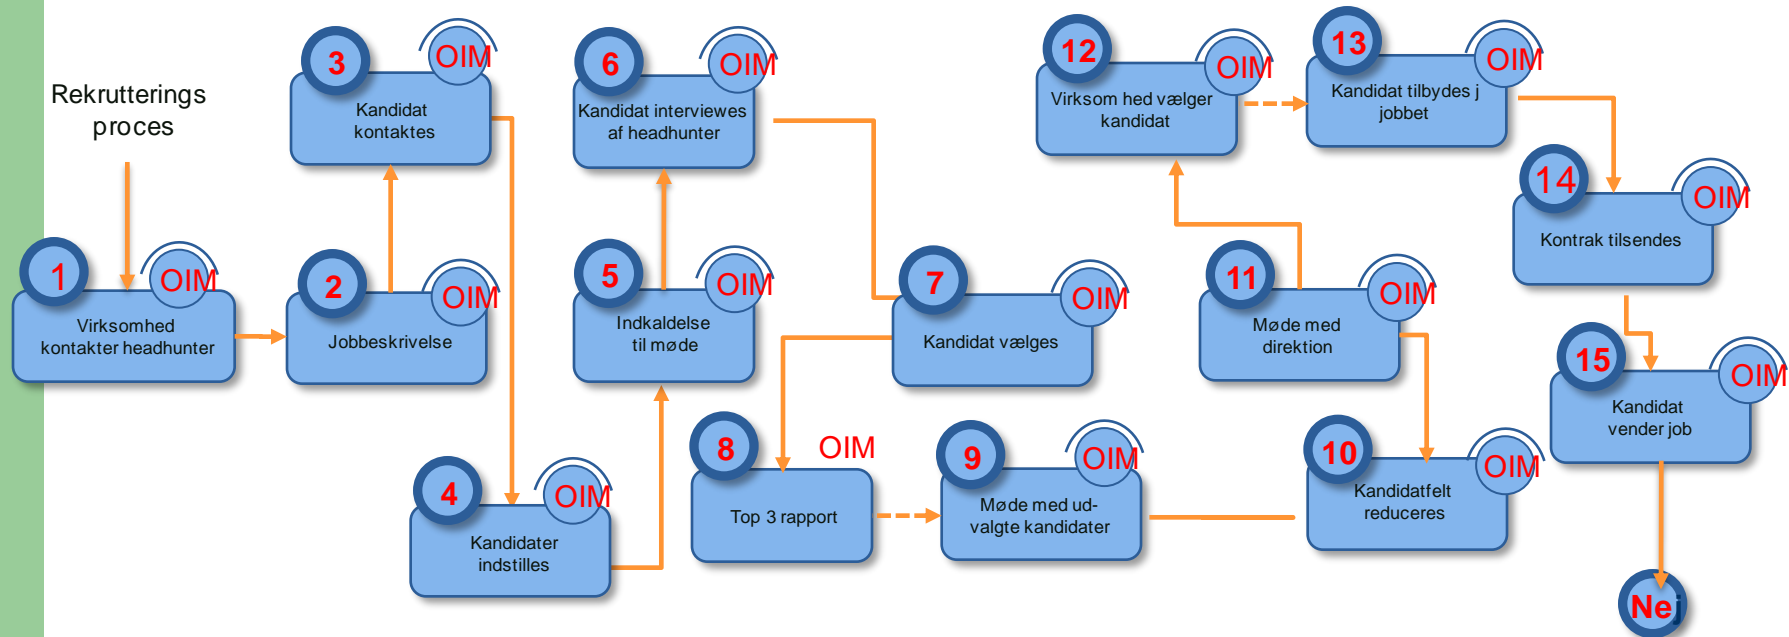 Rekrutterings
proces
1
OIM
Virksomhed
kontakter headhunter
2
OIM
Jobbeskrivelse
3
OIM
Kandidat
kontaktes
4
OIM
Kandidater
indstilles
5
OIM
Indkaldelse
til møde
6
OIM
Kandidat interviewes
af headhunter
7
OIM
Kandidat vælges
8
OIM
Top 3 rapport
9
OIM
Møde med ud-
valgte kandidater
10
OIM
Kandidatfelt
reduceres
11
OIM
Møde med
direktion
12
OIM
Virksom hed vælger
kandidat
13
OIM
Kandidat tilbydes j
jobbet
14
OIM
Kontrak tilsendes
15
OIM
Kandidat
vender job
Nej